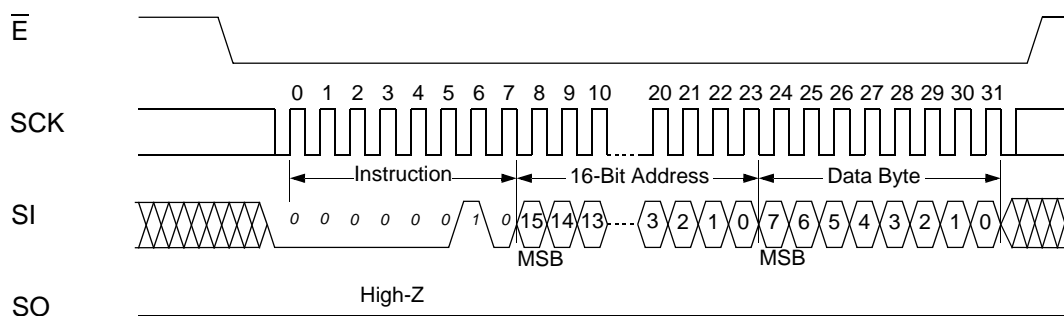 E
SCK
0 1 2 3 4 5 6 7 8 9 10 20 21 22 23 24 25 26 27 28 29 30 31
Instruction 16-Bit Address Data Byte
SI
0 0 0 0 0 0 1 0 15 14 13 3 2 1 0 7 6 5 4 3 2 1 0
MSB MSB
High-Z
SO